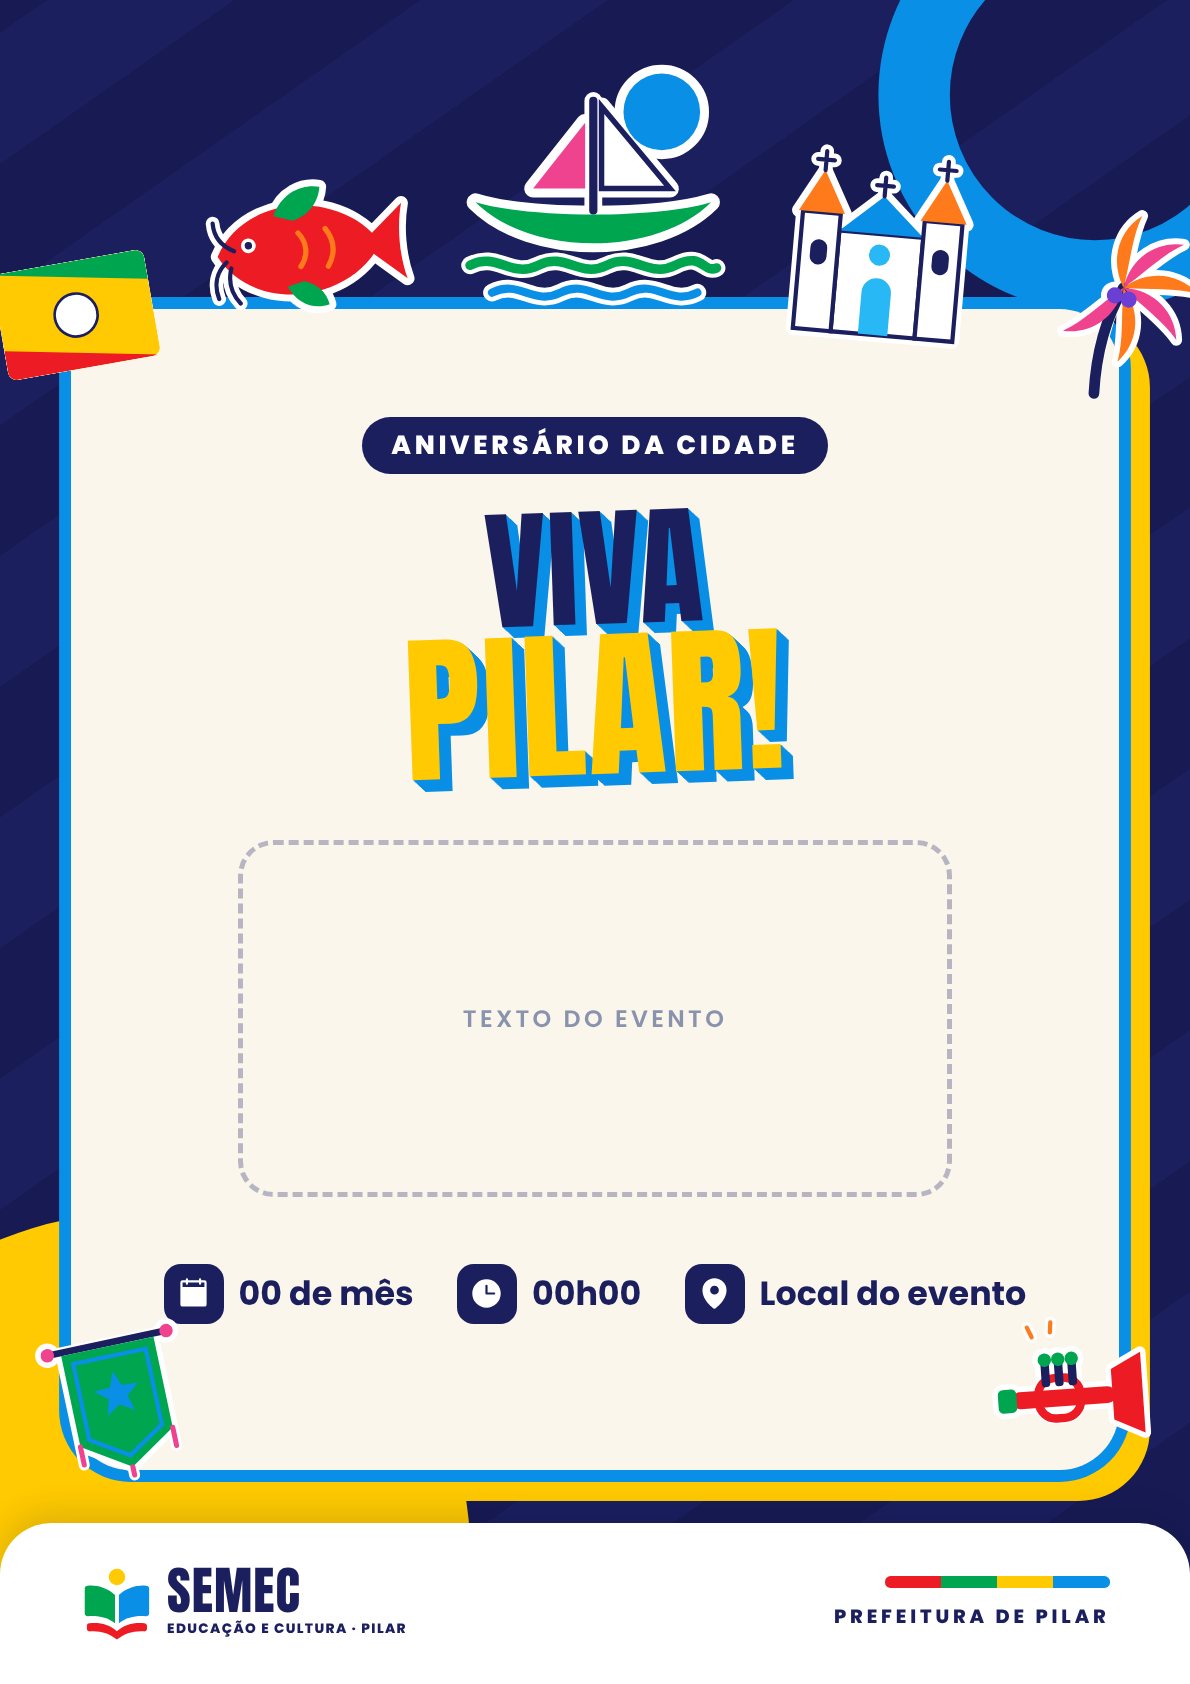 ANIVERSÁRIO DA CIDADE
VIVA
PILAR!
TEXTO DO EVENTO
00 de mês
00h00
Local do evento
SEMEC
EDUCAÇÃO E CULTURA · PILAR
PREFEITURA DE PILAR